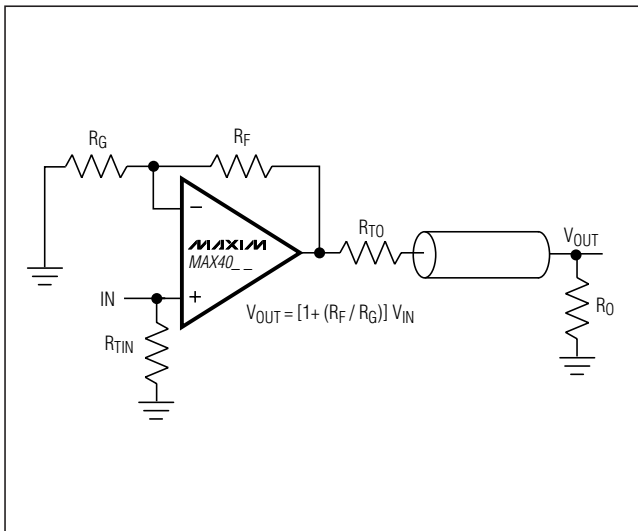 R_G
R_F
−
MAXIM
MAX40_ _
R_TO
V_OUT
IN
+
V_OUT = [1+ (R_F / R_G)] V_IN
R_O
R_TIN